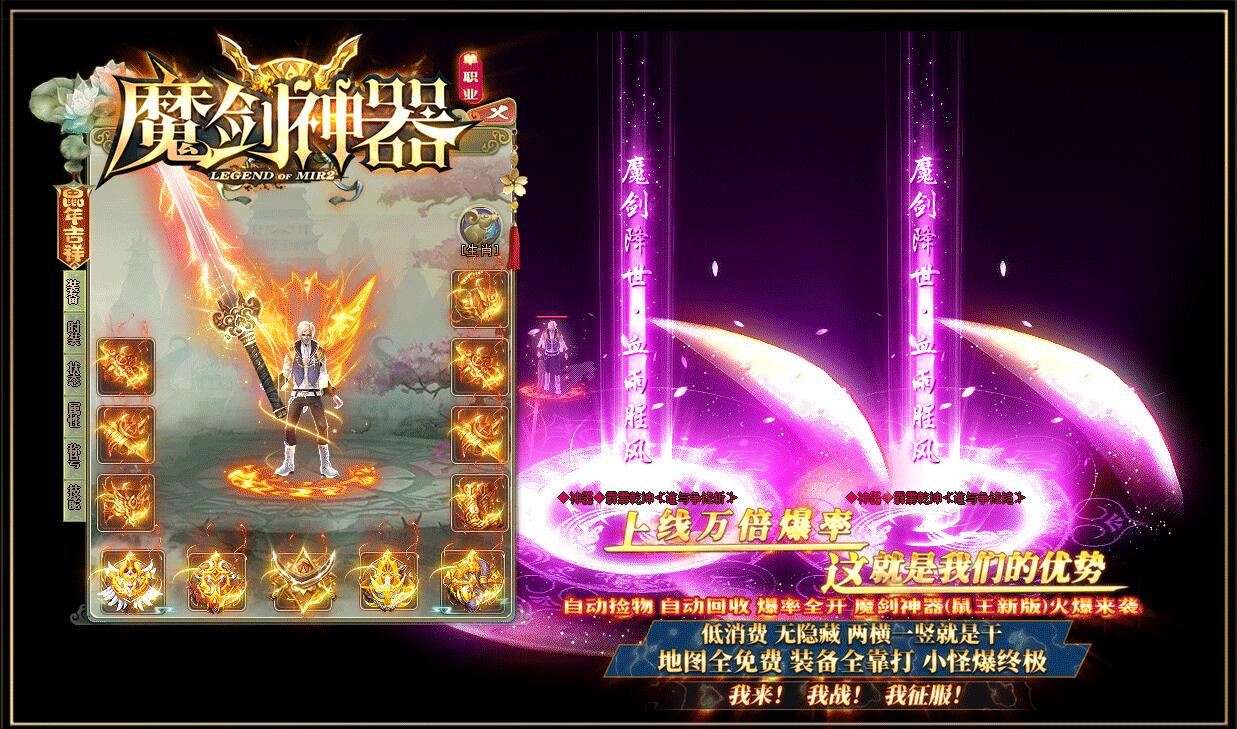 魔剑神器
单职业
LEGEND OF MIR2
鼠年吉祥
[生肖]
装备
时装
状态
属性
称号
技能
魔剑降世·血雨腥风
魔剑降世·血雨腥风
上线万倍爆率
这就是我们的优势
自动捡物 自动回收 爆率全开 魔剑神器(鼠王新版)火爆来袭
低消费 无隐藏 两横一竖就是干
地图全免费 装备全靠打 小怪爆终极
我来! 我战! 我征服!